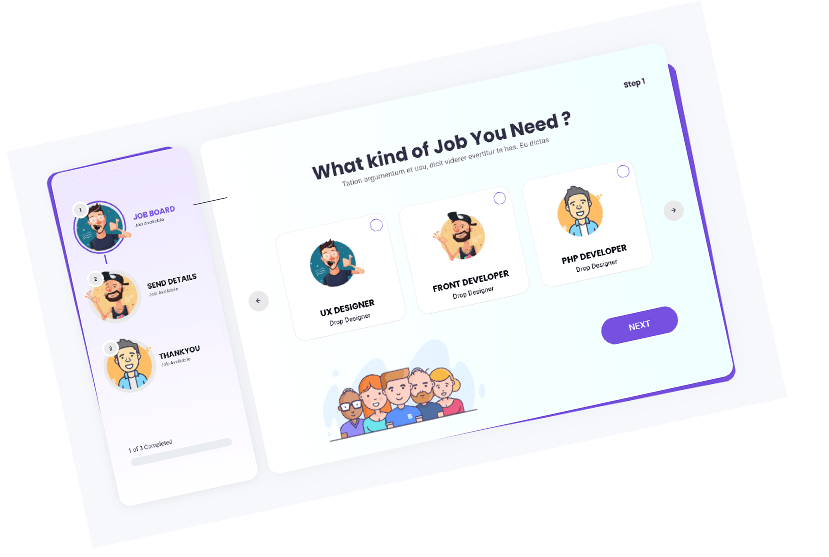 1
JOB BOARD
Job Available
2
SEND DETAILS
Job Available
3
THANKYOU
Job Available
1 of 3 Completed
Step 1
What kind of Job You Need ?
Tation argumentum et usu, dicit viderer evertitur te has. Eu dictas
UX DESIGNER
Drop Designer
FRONT DEVELOPER
Drop Designer
PHP DEVELOPER
Drop Designer
NEXT
B